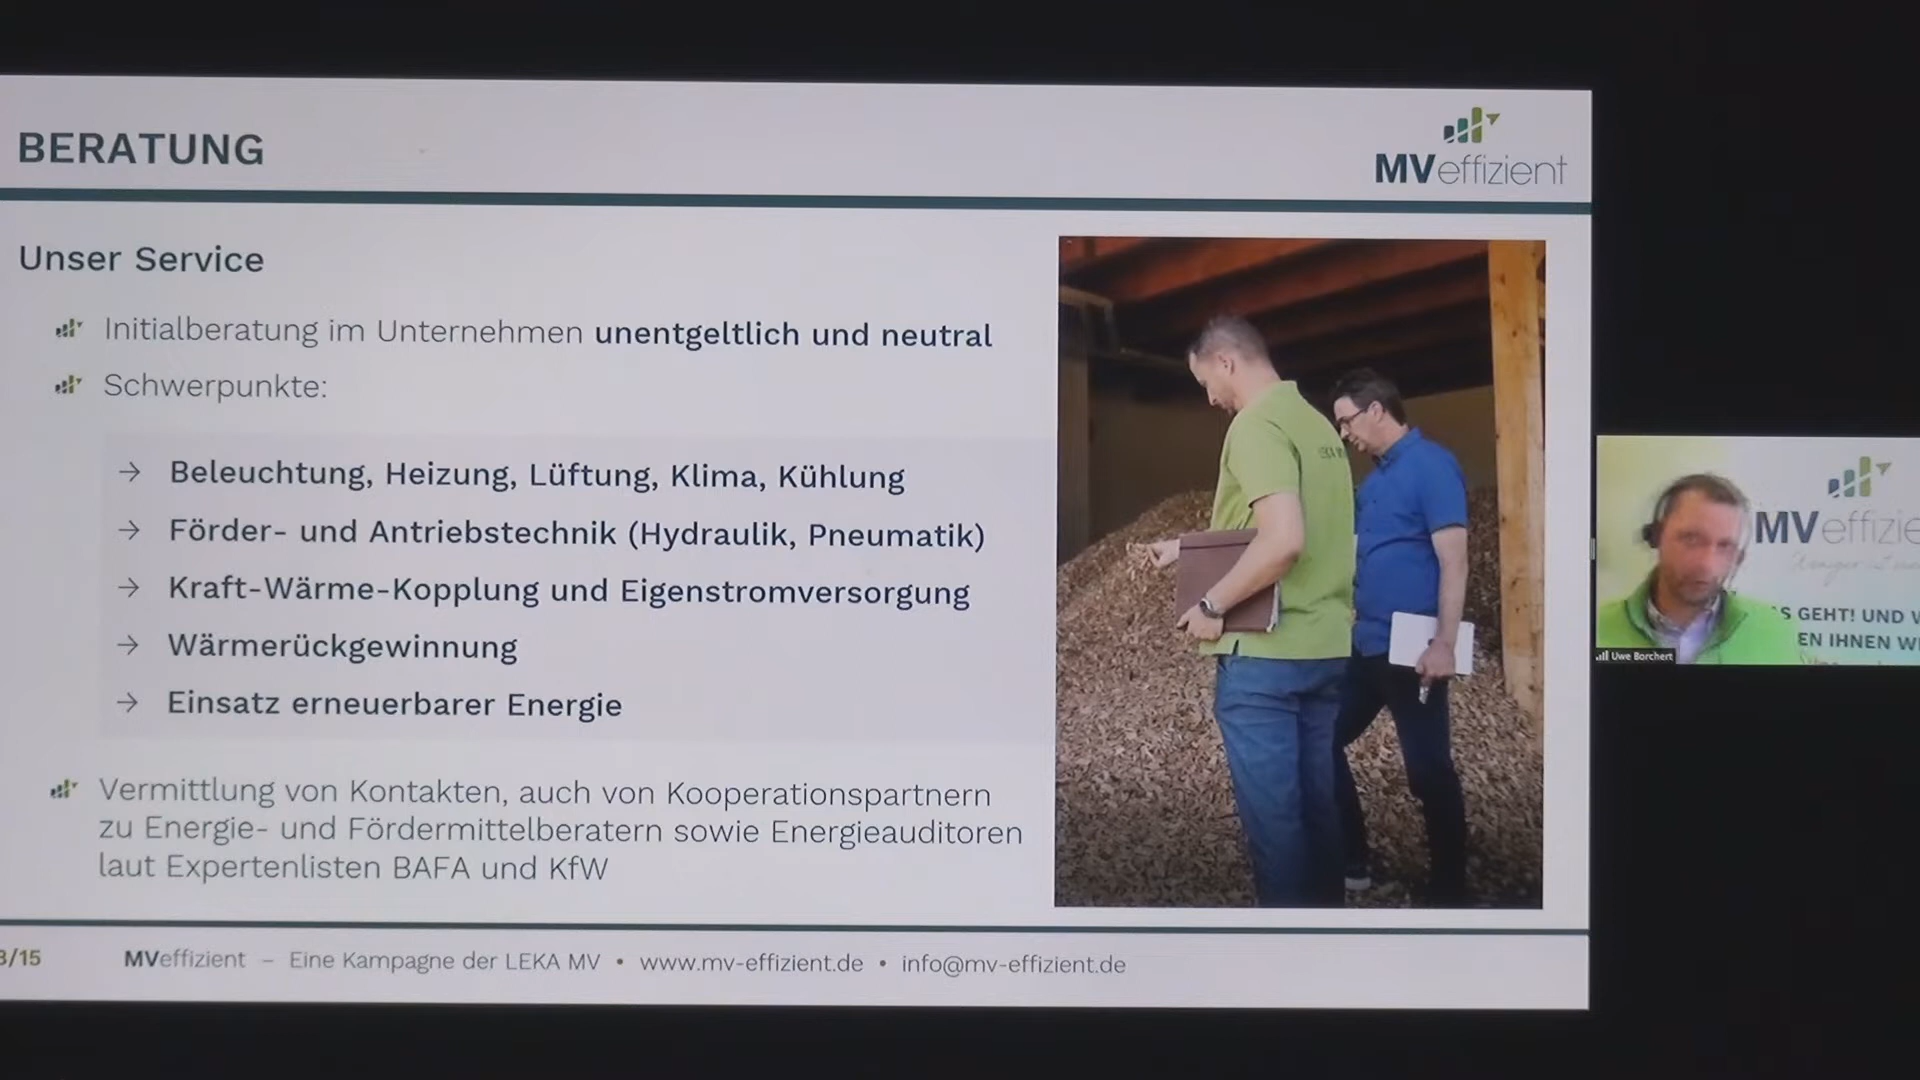 BERATUNG
MVeffizient
Unser Service
Initialberatung im Unternehmen unentgeltlich und neutral
Schwerpunkte:
→ Beleuchtung, Heizung, Lüftung, Klima, Kühlung
→ Förder- und Antriebstechnik (Hydraulik, Pneumatik)
→ Kraft-Wärme-Kopplung und Eigenstromversorgung
→ Wärmerückgewinnung
→ Einsatz erneuerbarer Energie
Vermittlung von Kontakten, auch von Kooperationspartnern
zu Energie- und Fördermittelberatern sowie Energieauditoren
laut Expertenlisten BAFA und KfW
3/15 MVeffizient – Eine Kampagne der LEKA MV • www.mv-effizient.de • info@mv-effizient.de
LEKA
MVeffizie
S GEHT! UND W
EN IHNEN WI
Uwe Borchert